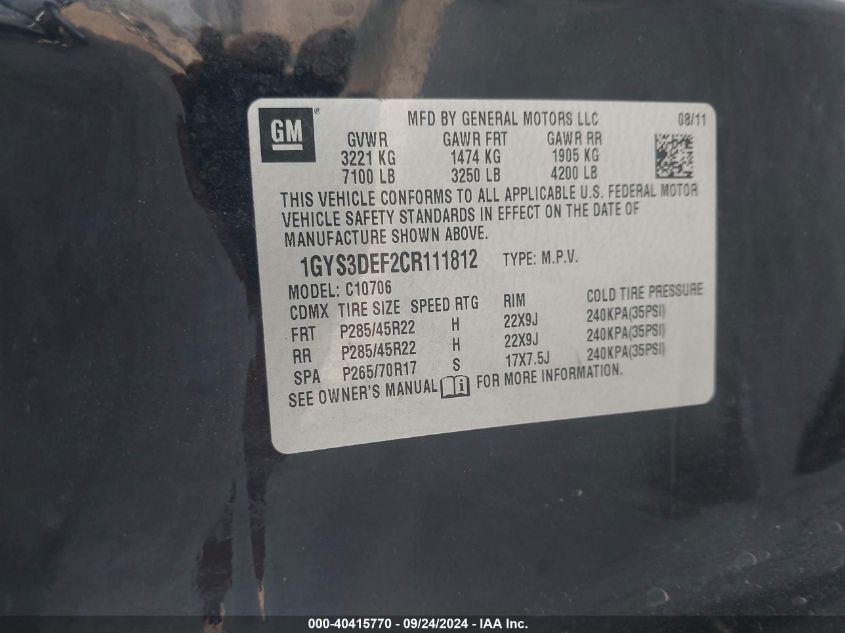 GM ®
MFD BY GENERAL MOTORS LLC 08/11
GVWR GAWR FRT GAWR RR
3221 KG 1474 KG 1905 KG
7100 LB 3250 LB 4200 LB
THIS VEHICLE CONFORMS TO ALL APPLICABLE U.S. FEDERAL MOTOR
VEHICLE SAFETY STANDARDS IN EFFECT ON THE DATE OF
MANUFACTURE SHOWN ABOVE.
1GYS3DEF2CR111812 TYPE: M.P.V.
MODEL: C10706
CDMX TIRE SIZE SPEED RTG RIM COLD TIRE PRESSURE
FRT P285/45R22 H 22X9J 240KPA(35PSI)
RR P285/45R22 H 22X9J 240KPA(35PSI)
SPA P265/70R17 S 17X7.5J 240KPA(35PSI)
SEE OWNER'S MANUAL FOR MORE INFORMATION.
000-40415770 - 09/24/2024 - IAA Inc.